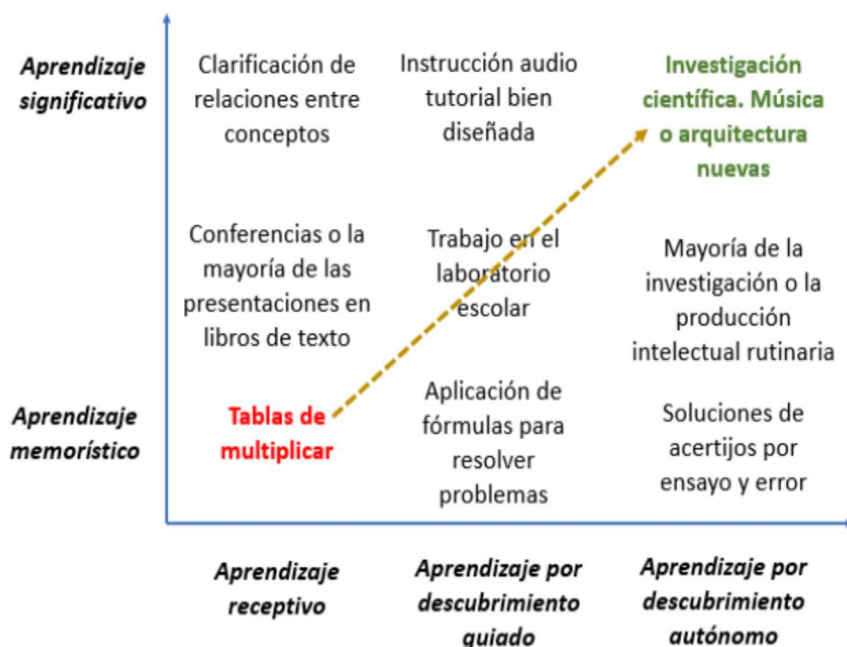 Aprendizaje
significativo
Clarificación de
relaciones entre
conceptos
Instrucción audio
tutorial bien
diseñada
Investigación
científica. Música
o arquitectura
nuevas
Conferencias o la
mayoría de las
presentaciones en
libros de texto
Trabajo en el
laboratorio
escolar
Mayoría de la
investigación o la
producción
intelectual rutinaria
Aprendizaje
memorístico
Tablas de
multiplicar
Aplicación de
fórmulas para
resolver
problemas
Soluciones de
acertijos por
ensayo y error
Aprendizaje
receptivo
Aprendizaje por
descubrimiento
guiado
Aprendizaje por
descubrimiento
autónomo